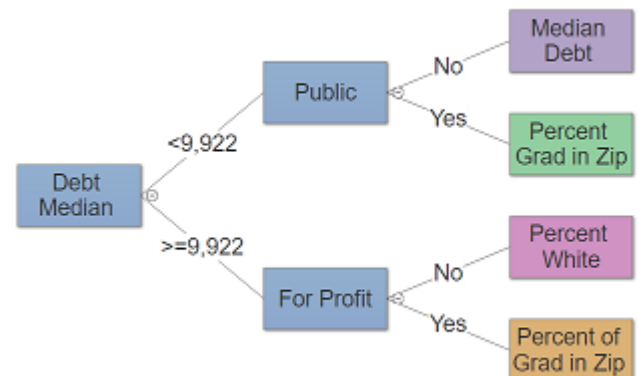 Median
Debt
No
Public
Yes
Percent
Grad in Zip
<9,922
Debt
Median
>=9,922
Percent
White
No
For Profit
Yes
Percent of
Grad in Zip